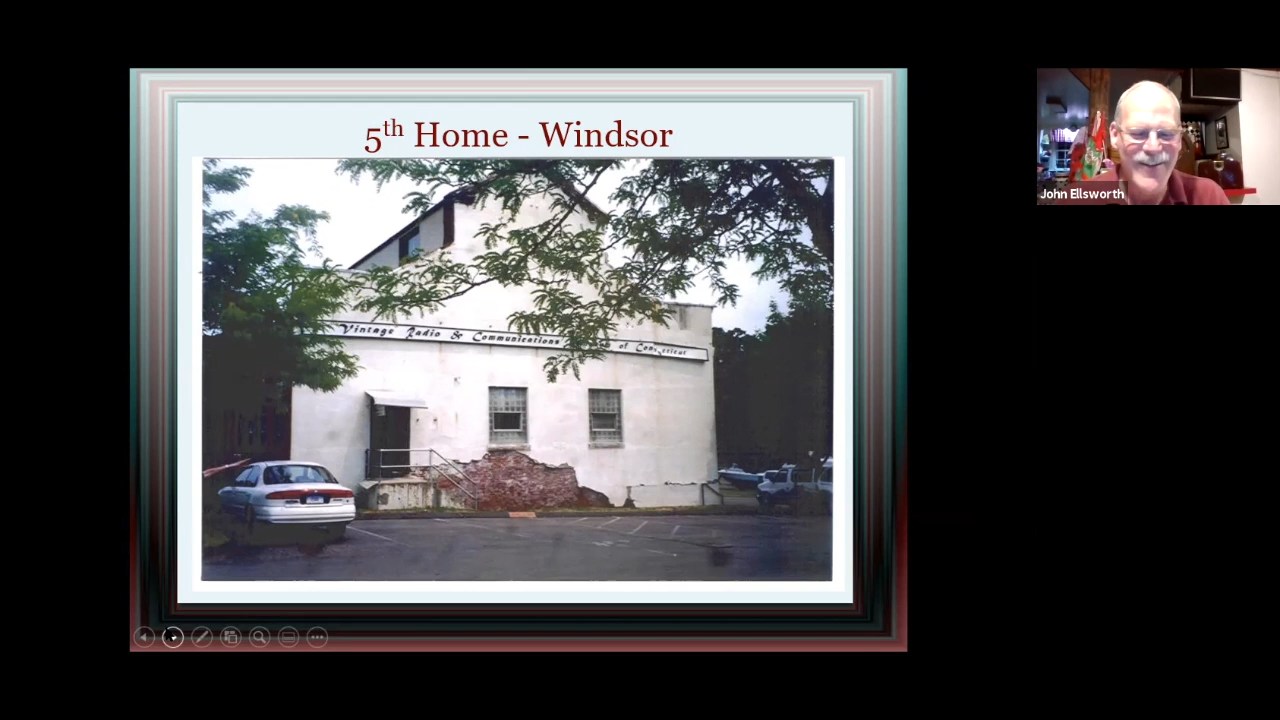 5th Home - Windsor
Vintage Radio & Communications of Connecticut
John Ellsworth